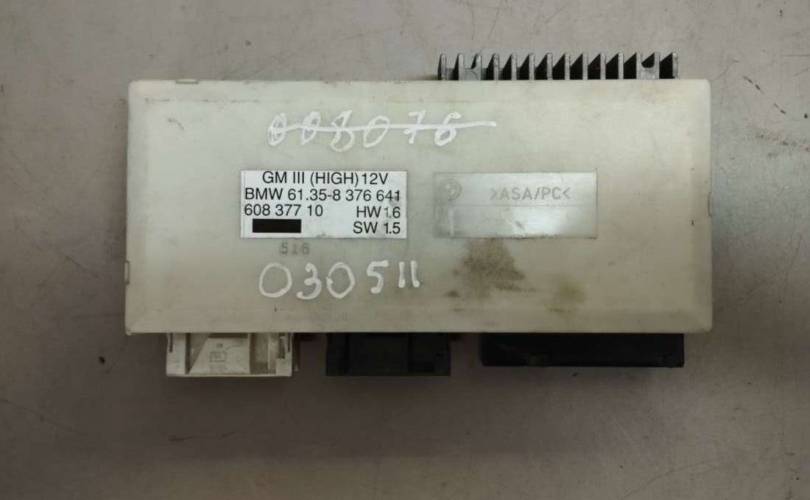 008076
GM III (HIGH) 12V
BMW 61.35-8 376 641
608 377 10 HW 1.6
SW 1.5
>ASA/PC<
516
030511